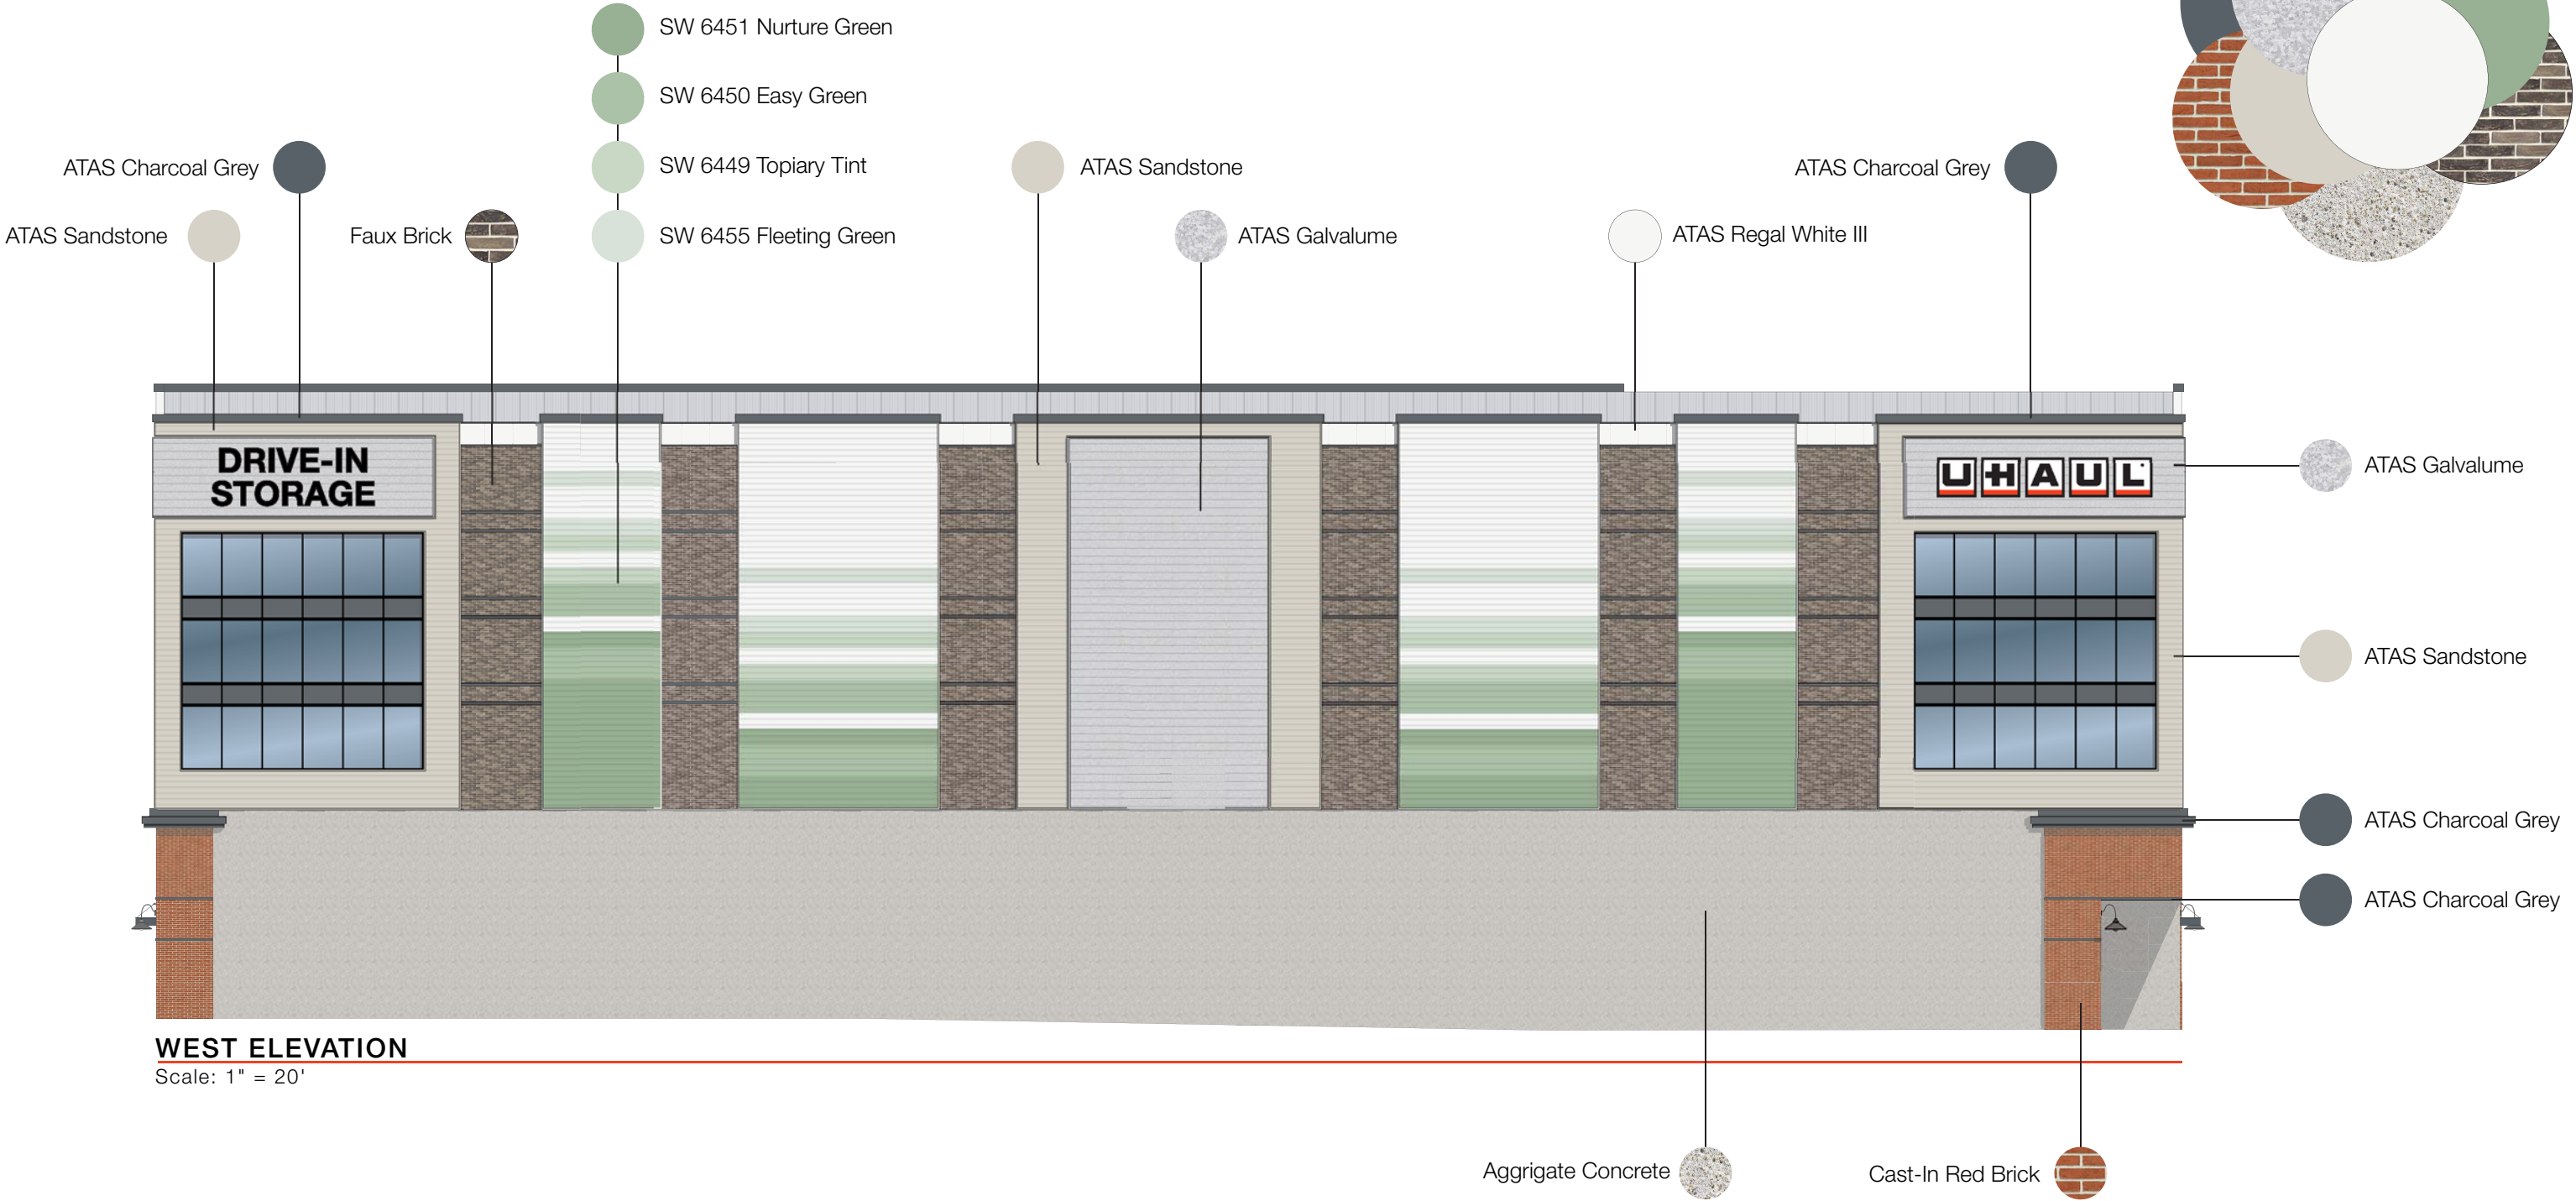 SW 6451 Nurture Green
SW 6450 Easy Green
ATAS Charcoal Grey
SW 6449 Topiary Tint
ATAS Sandstone
ATAS Charcoal Grey
ATAS Sandstone
Faux Brick
SW 6455 Fleeting Green
ATAS Galvalume
ATAS Regal White III
DRIVE-IN
STORAGE
UHAUL
ATAS Galvalume
ATAS Sandstone
ATAS Charcoal Grey
ATAS Charcoal Grey
WEST ELEVATION
Scale: 1" = 20'
Aggrigate Concrete
Cast-In Red Brick